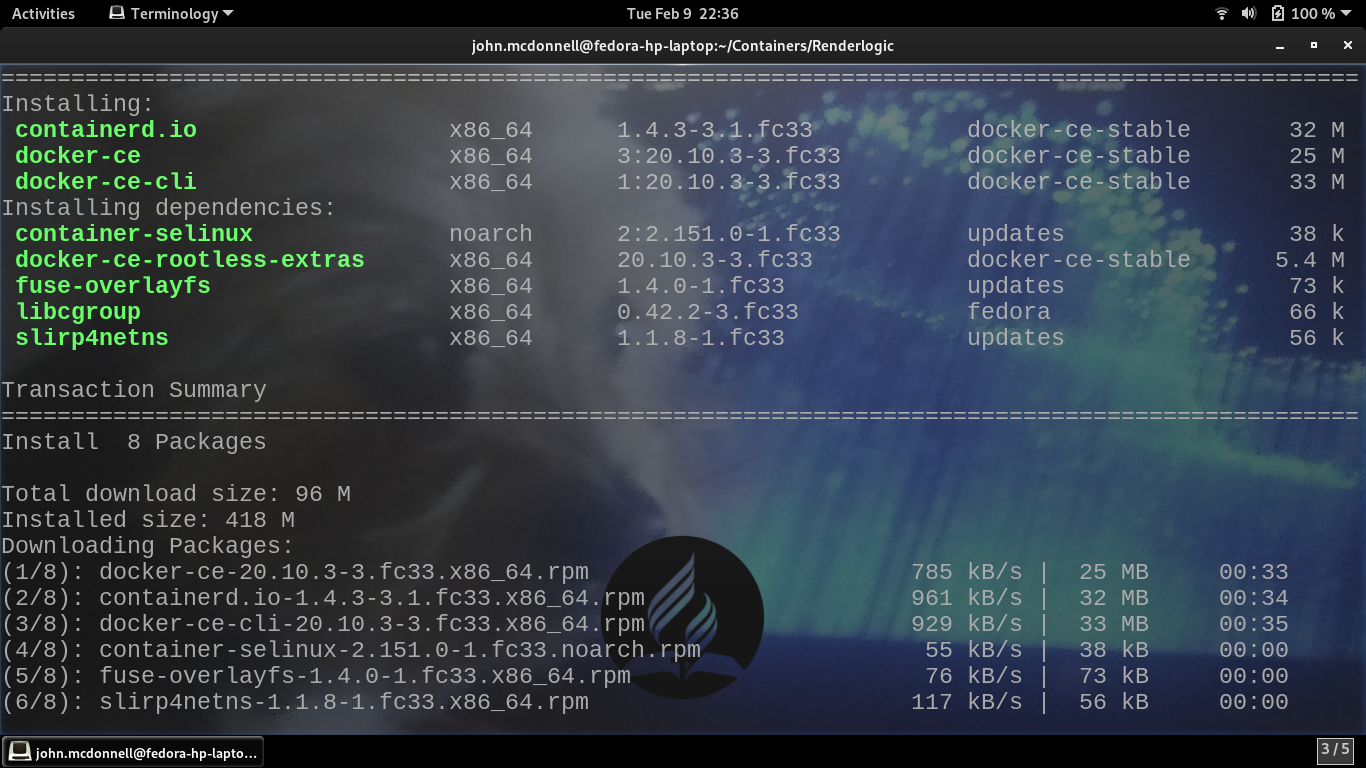 Activities Terminology Tue Feb 9 22:36 100 %
john.mcdonnell@fedora-hp-laptop:~/Containers/Renderlogic
=================================================================================================
Installing:
 containerd.io                  x86_64      1.4.3-3.1.fc33           docker-ce-stable       32 M
 docker-ce                      x86_64      3:20.10.3-3.fc33         docker-ce-stable       25 M
 docker-ce-cli                  x86_64      1:20.10.3-3.fc33         docker-ce-stable       33 M
Installing dependencies:
 container-selinux              noarch      2:2.151.0-1.fc33         updates                38 k
 docker-ce-rootless-extras      x86_64      20.10.3-3.fc33           docker-ce-stable      5.4 M
 fuse-overlayfs                 x86_64      1.4.0-1.fc33             updates                73 k
 libcgroup                      x86_64      0.42.2-3.fc33            fedora                 66 k
 slirp4netns                    x86_64      1.1.8-1.fc33             updates                56 k
Transaction Summary
=================================================================================================
Install  8 Packages
Total download size: 96 M
Installed size: 418 M
Downloading Packages:
(1/8): docker-ce-20.10.3-3.fc33.x86_64.rpm                       785 kB/s |  25 MB     00:33
(2/8): containerd.io-1.4.3-3.1.fc33.x86_64.rpm                   961 kB/s |  32 MB     00:34
(3/8): docker-ce-cli-20.10.3-3.fc33.x86_64.rpm                   929 kB/s |  33 MB     00:35
(4/8): container-selinux-2.151.0-1.fc33.noarch.rpm                55 kB/s |  38 kB     00:00
(5/8): fuse-overlayfs-1.4.0-1.fc33.x86_64.rpm                     76 kB/s |  73 kB     00:00
(6/8): slirp4netns-1.1.8-1.fc33.x86_64.rpm                       117 kB/s |  56 kB     00:00
john.mcdonnell@fedora-hp-lapto… 3 / 5